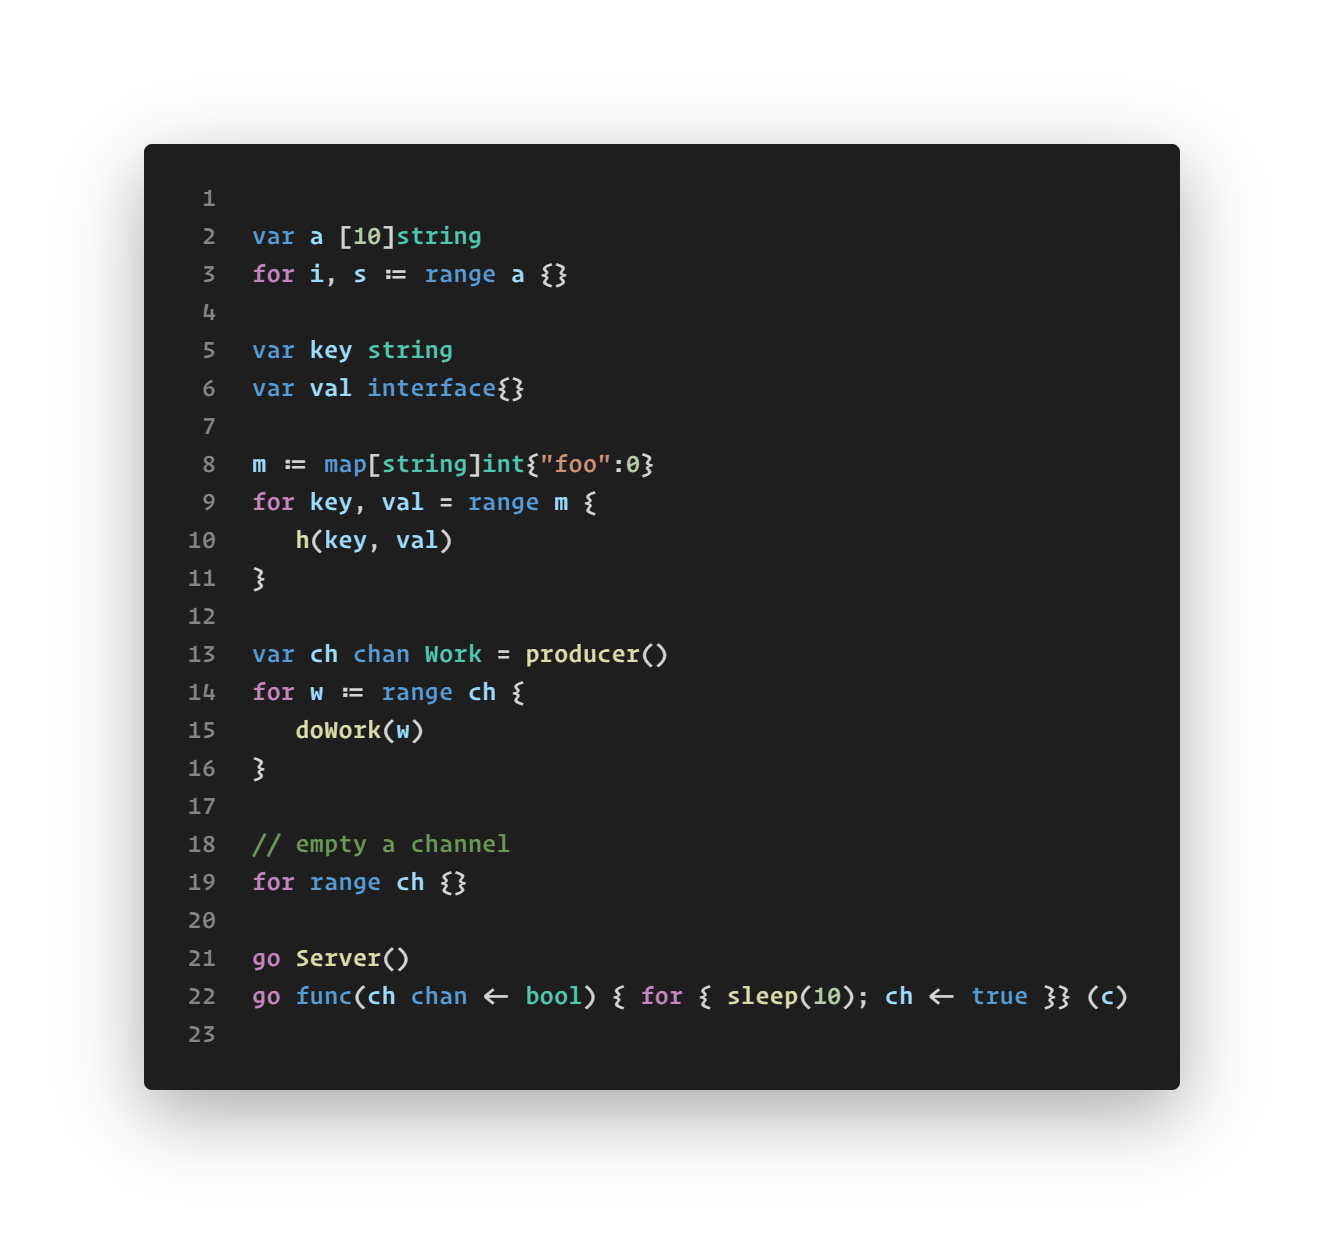 1
2 var a [10]string
3 for i, s := range a {}
4
5 var key string
6 var val interface{}
7
8 m := map[string]int{"foo":0}
9 for key, val = range m {
10    h(key, val)
11 }
12
13 var ch chan Work = producer()
14 for w := range ch {
15    doWork(w)
16 }
17
18 // empty a channel
19 for range ch {}
20
21 go Server()
22 go func(ch chan <- bool) { for { sleep(10); ch <- true }} (c)
23